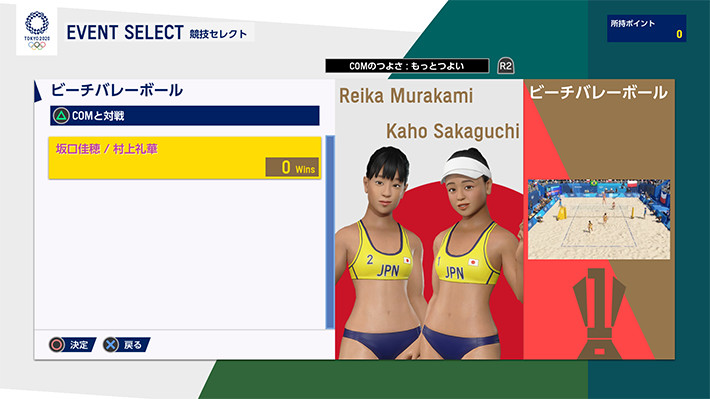 TOKYO 2020
EVENT SELECT 競技セレクト
所持ポイント
0
COMのつよさ : もっとつよい R2
ビーチバレーボール
COMと対戦
坂口佳穂 / 村上礼華
0 Wins
Reika Murakami
Kaho Sakaguchi
2 JPN
1 JPN
ビーチバレーボール
決定 戻る